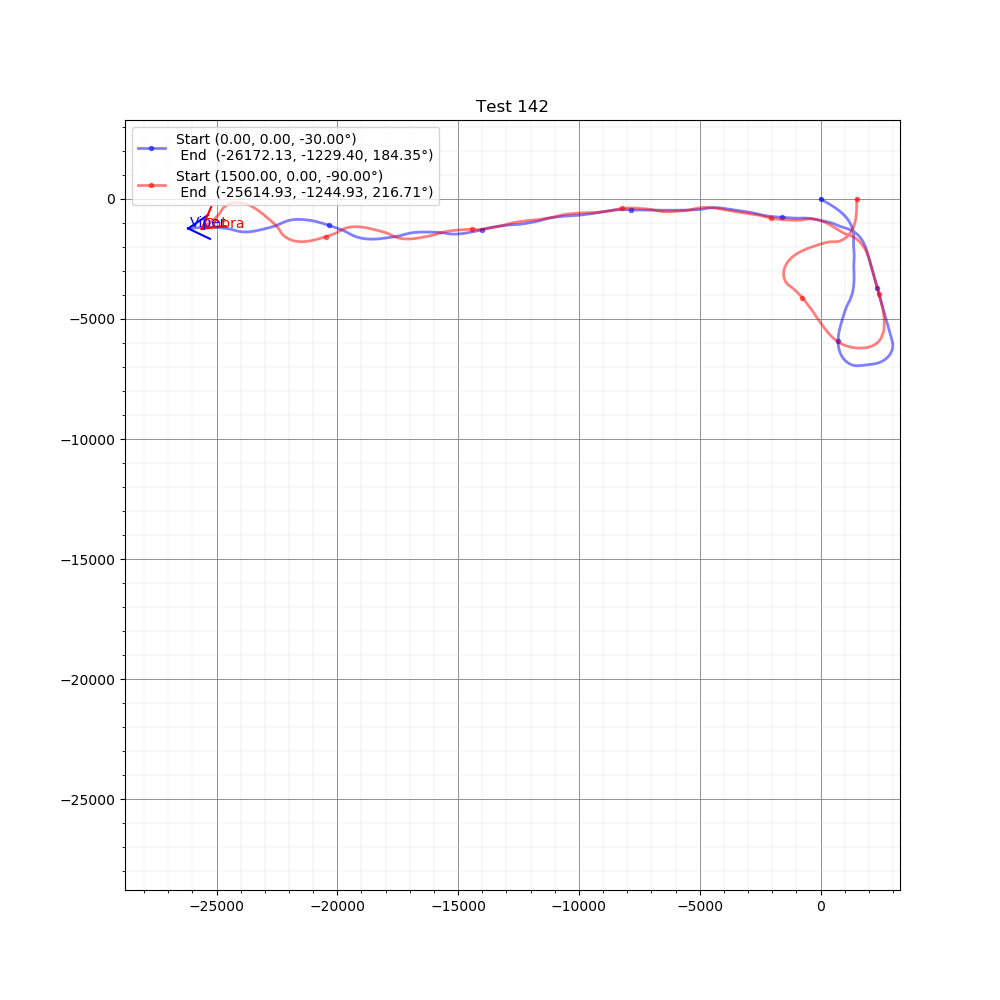 Test 142
Start (0.00, 0.00, -30.00°)
End (-26172.13, -1229.40, 184.35°)
Start (1500.00, 0.00, -90.00°)
End (-25614.93, -1244.93, 216.71°)
0
−5000
−10000
−15000
−20000
−25000
−25000 −20000 −15000 −10000 −5000 0